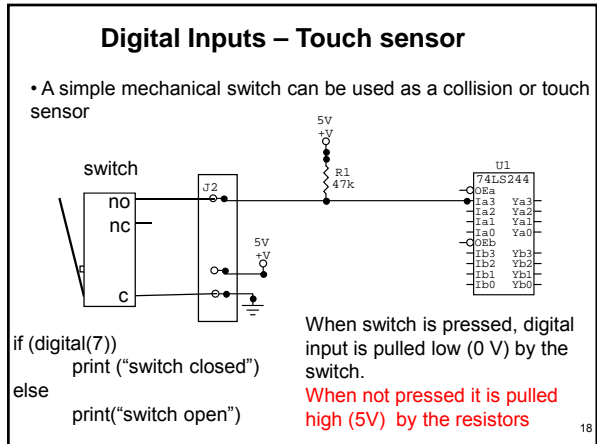 Digital Inputs – Touch sensor
• A simple mechanical switch can be used as a collision or touch
sensor
switch
no
nc
c
J2
5V
+V
5V
+V
R1
47k
U1
74LS244
OEa
Ia3 Ya3
Ia2 Ya2
Ia1 Ya1
Ia0 Ya0
OEb
Ib3 Yb3
Ib2 Yb2
Ib1 Yb1
Ib0 Yb0
if (digital(7))
print (“switch closed”)
else
print(“switch open”)
When switch is pressed, digital
input is pulled low (0 V) by the
switch.
When not pressed it is pulled
high (5V) by the resistors
18